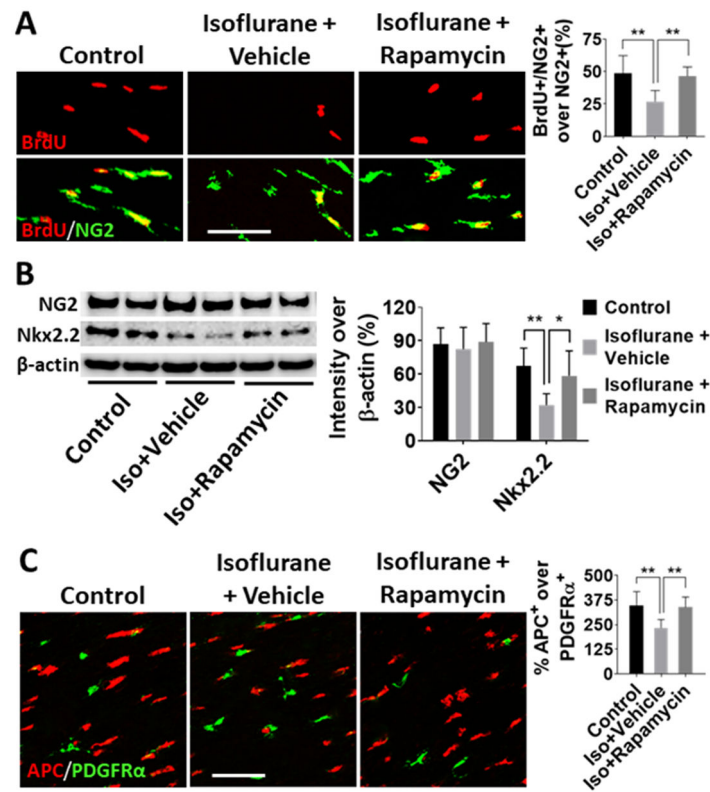 A
Control
Isoflurane +
Vehicle
Isoflurane +
Rapamycin
BrdU
BrdU/NG2
BrdU+/NG2+
over NG2+(%)
75
50
25
0
**
**
Control
Iso+Vehicle
Iso+Rapamycin
B
NG2
Nkx2.2
β-actin
Control
Iso+Vehicle
Iso+Rapamycin
Intensity over
β-actin (%)
120
90
60
30
0
**
*
NG2
Nkx2.2
Control
Isoflurane +
Vehicle
Isoflurane +
Rapamycin
C
Control
Isoflurane
+ Vehicle
Isoflurane +
Rapamycin
APC/PDGFRα
% APC⁺ over
PDGFRα⁺
500
375
250
125
0
**
**
Control
Iso+Vehicle
Iso+Rapamycin